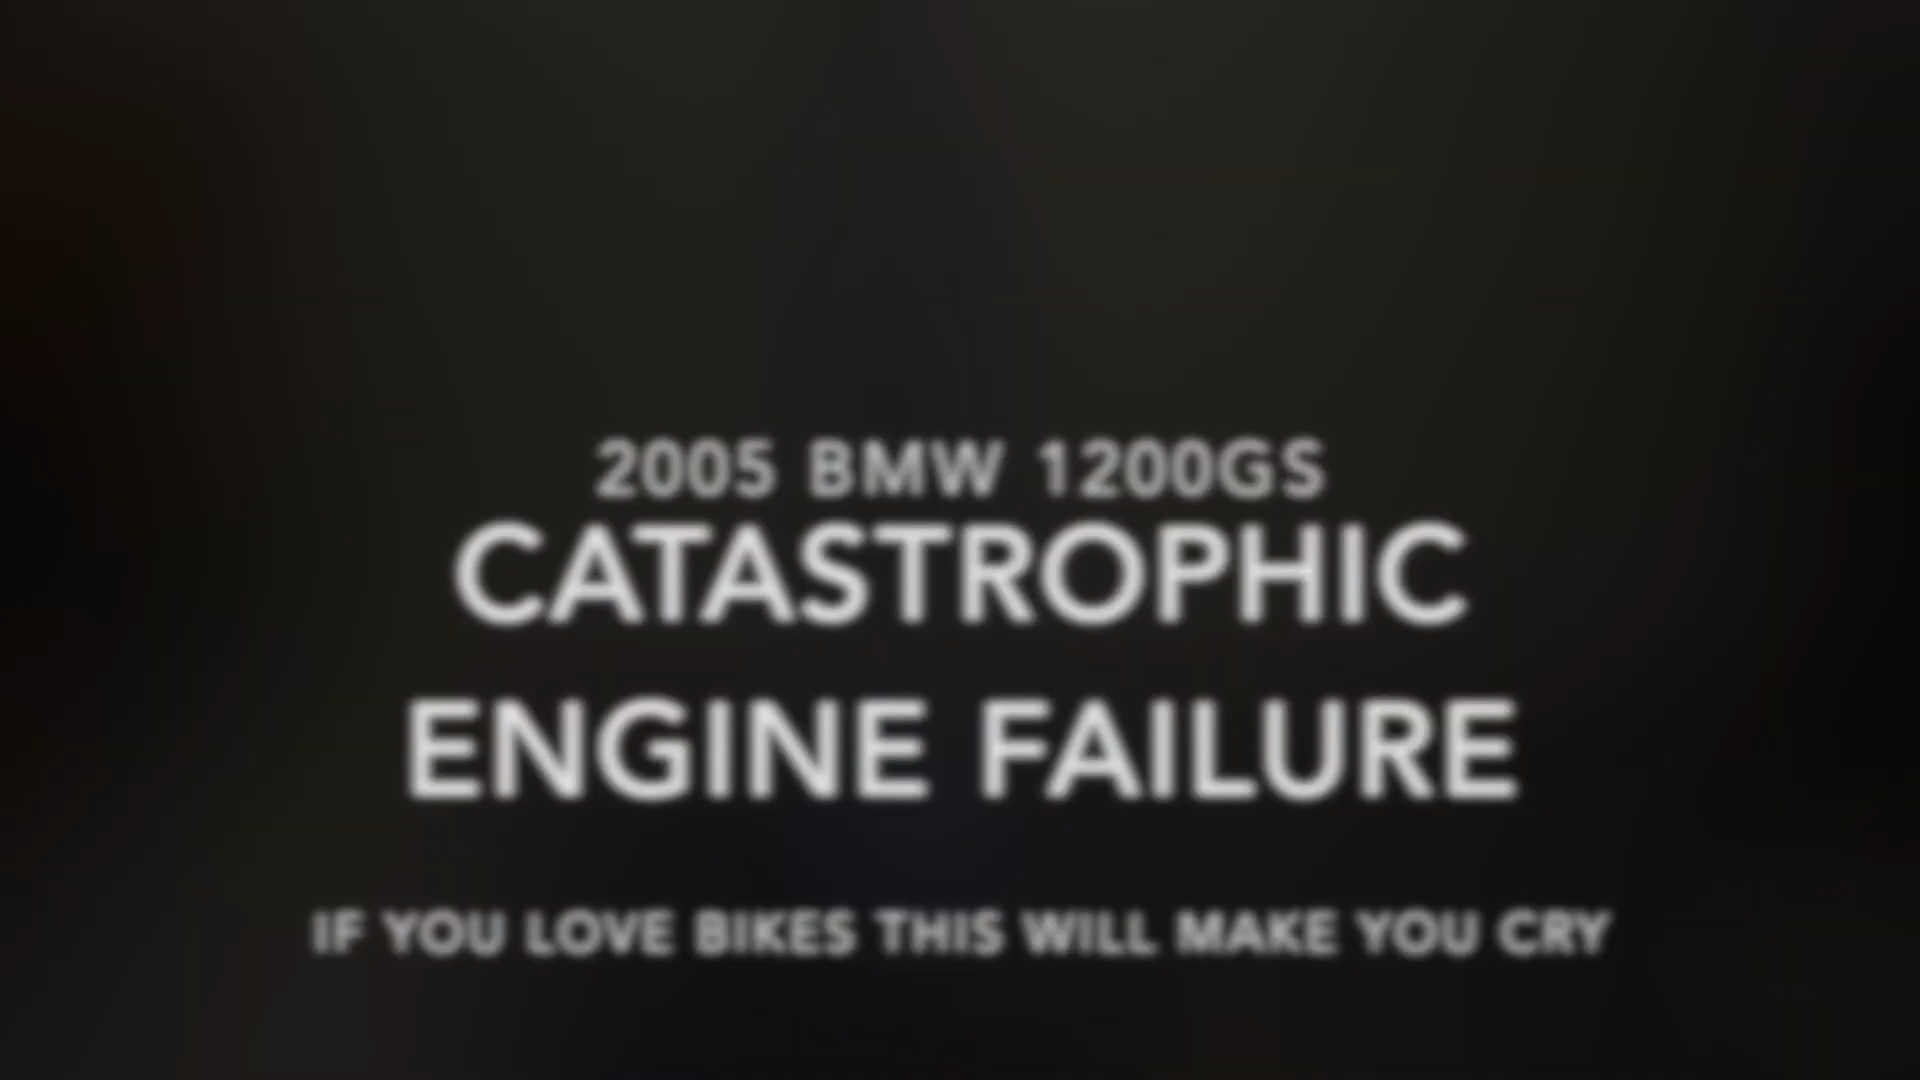 2005 BMW 1200GS
CATASTROPHIC
ENGINE FAILURE
IF YOU LOVE BIKES THIS WILL MAKE YOU CRY